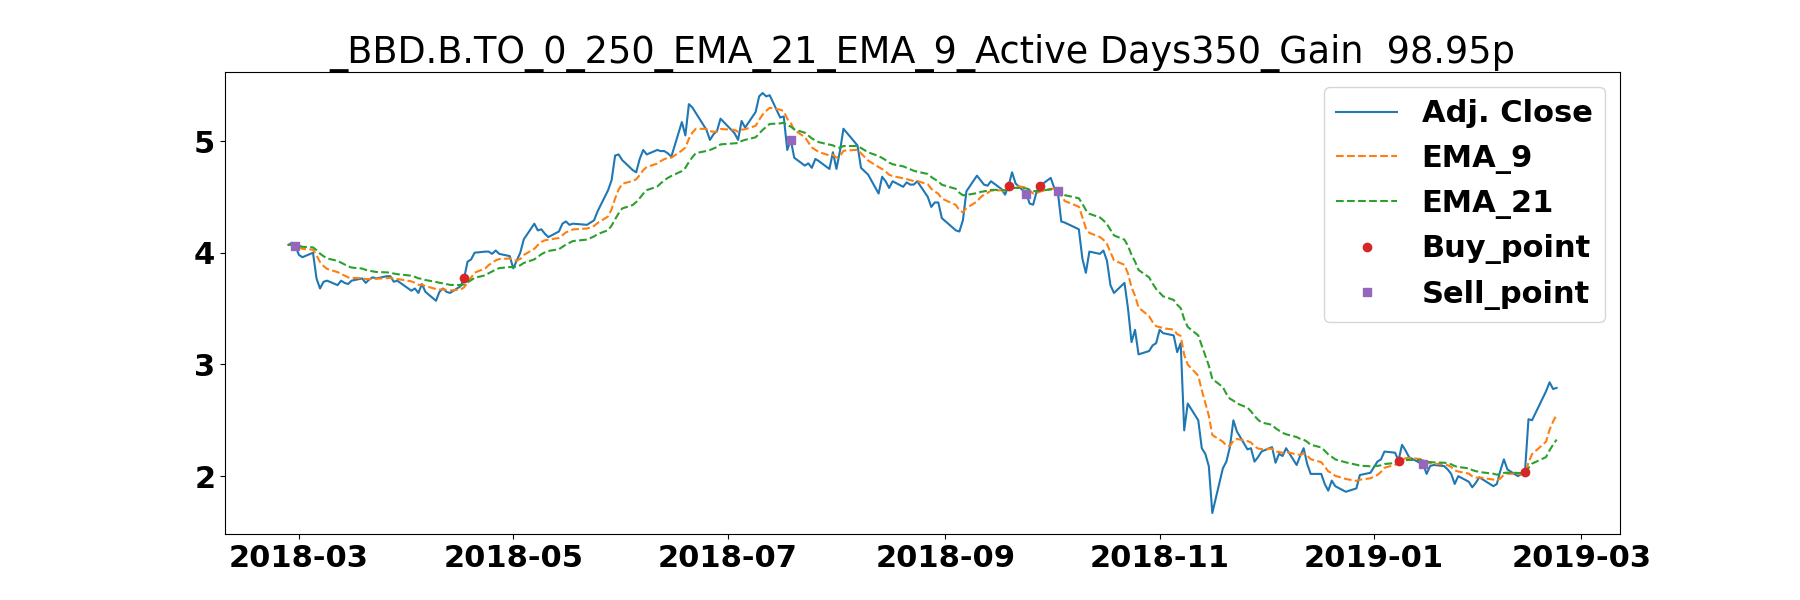 _BBD.B.TO_0_250_EMA_21_EMA_9_Active Days350_Gain  98.95p
Adj. Close
EMA_9
EMA_21
Buy_point
Sell_point
5
4
3
2
2018-03 2018-05 2018-07 2018-09 2018-11 2019-01 2019-03